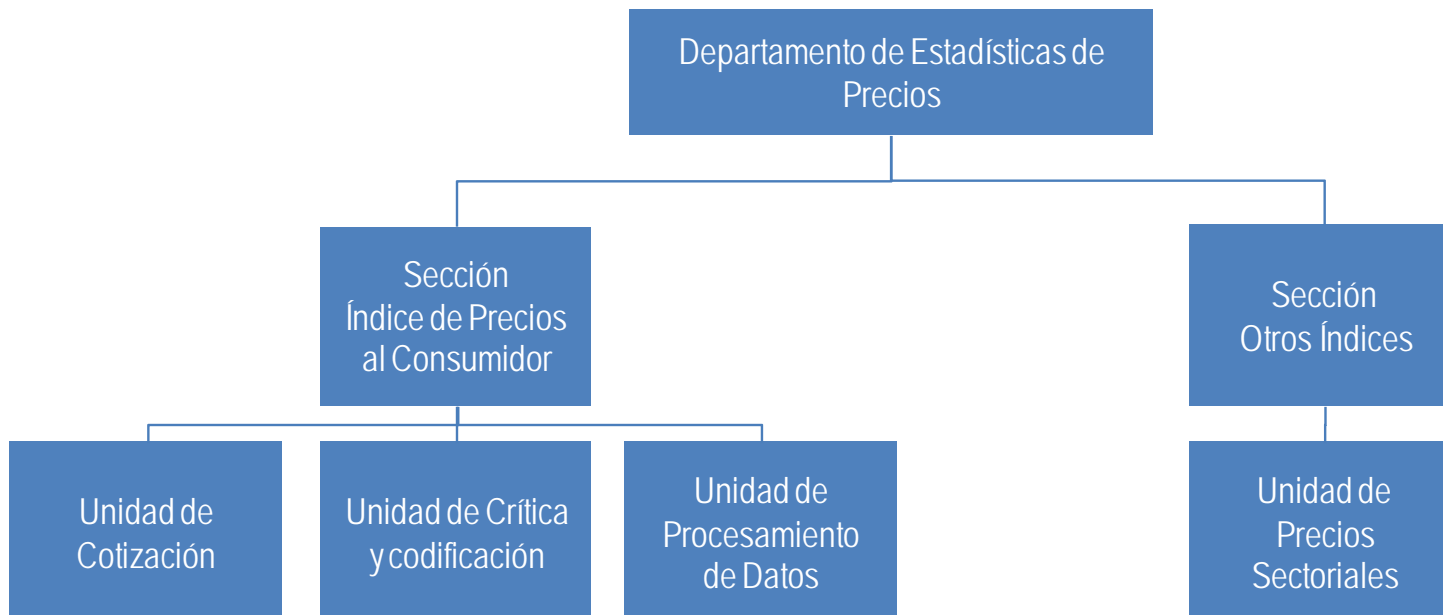 Departamento de Estadísticas de
Precios
Sección
Índice de Precios
al Consumidor
Sección
Otros Índices
Unidad de
Cotización
Unidad de Crítica
y codificación
Unidad de
Procesamiento
de Datos
Unidad de
Precios
Sectoriales